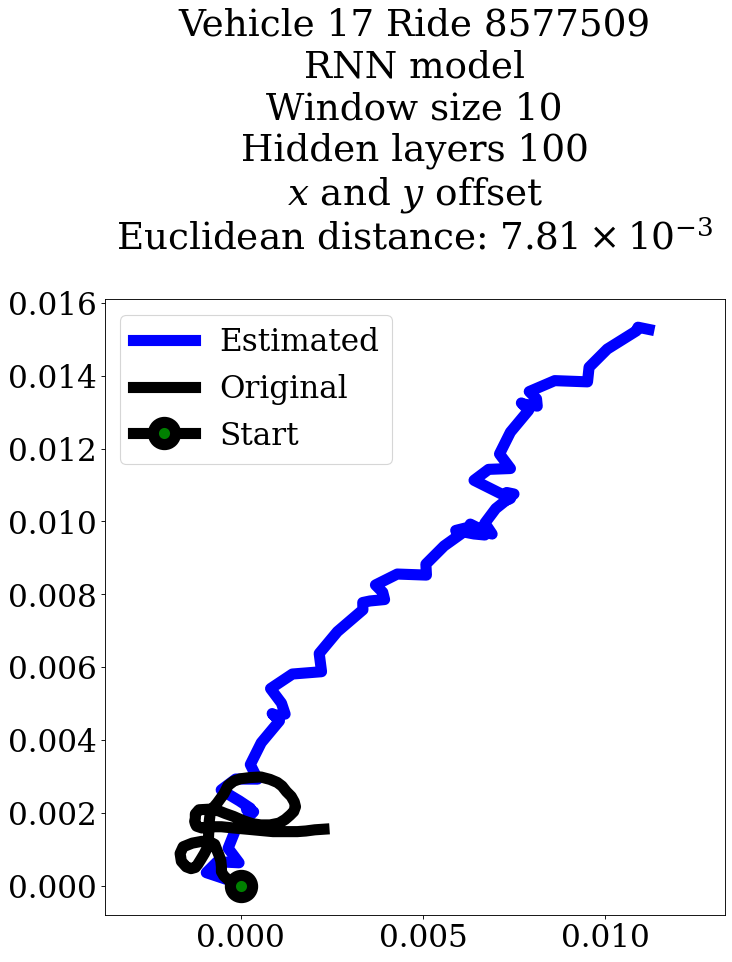 Vehicle 17 Ride 8577509
RNN model
Window size 10
Hidden layers 100
x and y offset
Euclidean distance: 7.81 × 10⁻³
0.016
Estimated
0.014
Original
Start
0.012
0.010
0.008
0.006
0.004
0.002
0.000
0.000 0.005 0.010